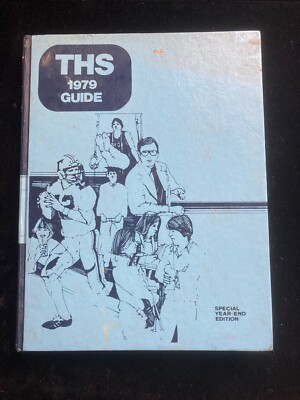 THS
1979
GUIDE
SPECIAL
YEAR-END
EDITION